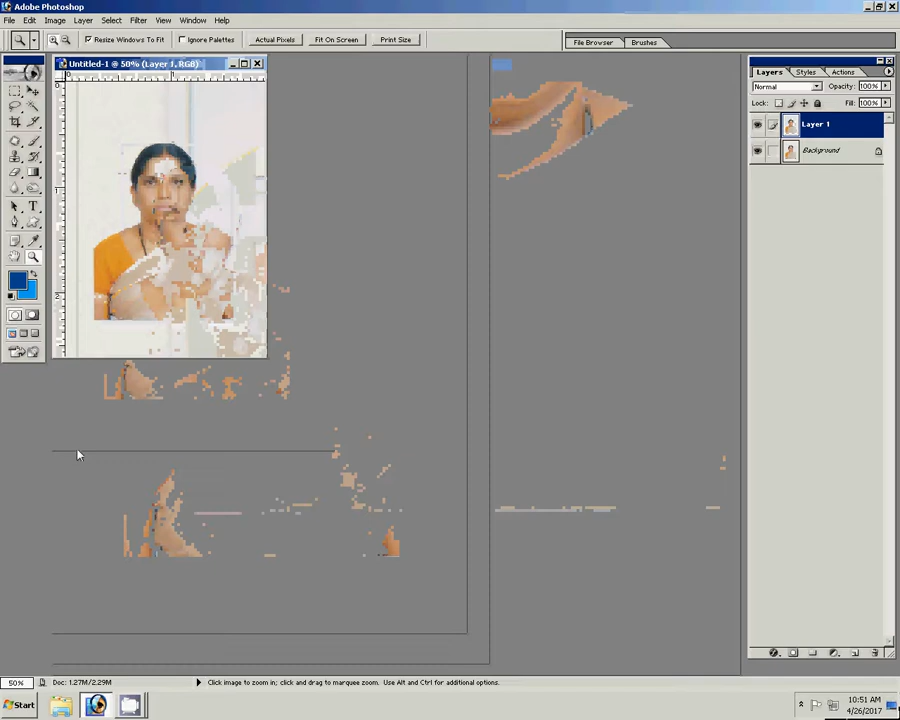 Adobe Photoshop
File Edit Image Layer Select Filter View Window Help
Resize Windows To Fit Ignore Palettes Actual Pixels Fit On Screen Print Size File Browser Brushes
Untitled-1 @ 50% (Layer 1, RGB)
Layers Styles Actions
Normal Opacity: 100%
Lock: Fill: 100%
Layer 1
Background
50% Doc: 1.27M/2.29M Click image to zoom in; click and drag to marquee zoom. Use Alt and Ctrl for additional options.
Start
10:51 AM
4/26/2017